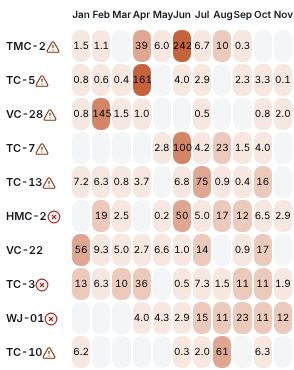 Jan Feb Mar Apr May Jun Jul Aug Sep Oct Nov
TMC-2 1.5 1.1 39 6.0 242 6.7 10 0.3
TC-5 0.8 0.6 0.4 161 4.0 2.9 2.3 3.3 0.1
VC-28 0.8 145 1.5 1.0 0.5 0.8 2.0
TC-7 2.8 100 4.2 23 1.5 4.0
TC-13 7.2 6.3 0.8 3.7 6.8 75 0.9 0.4 16
HMC-2 19 2.5 0.2 50 5.0 17 12 6.5 2.9
VC-22 56 9.3 5.0 2.7 6.6 1.0 14 0.9 17
TC-3 13 6.3 10 36 0.5 7.3 1.5 11 11 1.9
WJ-01 4.0 4.3 2.9 15 11 23 11 12
TC-10 6.2 0.3 2.0 61 6.3